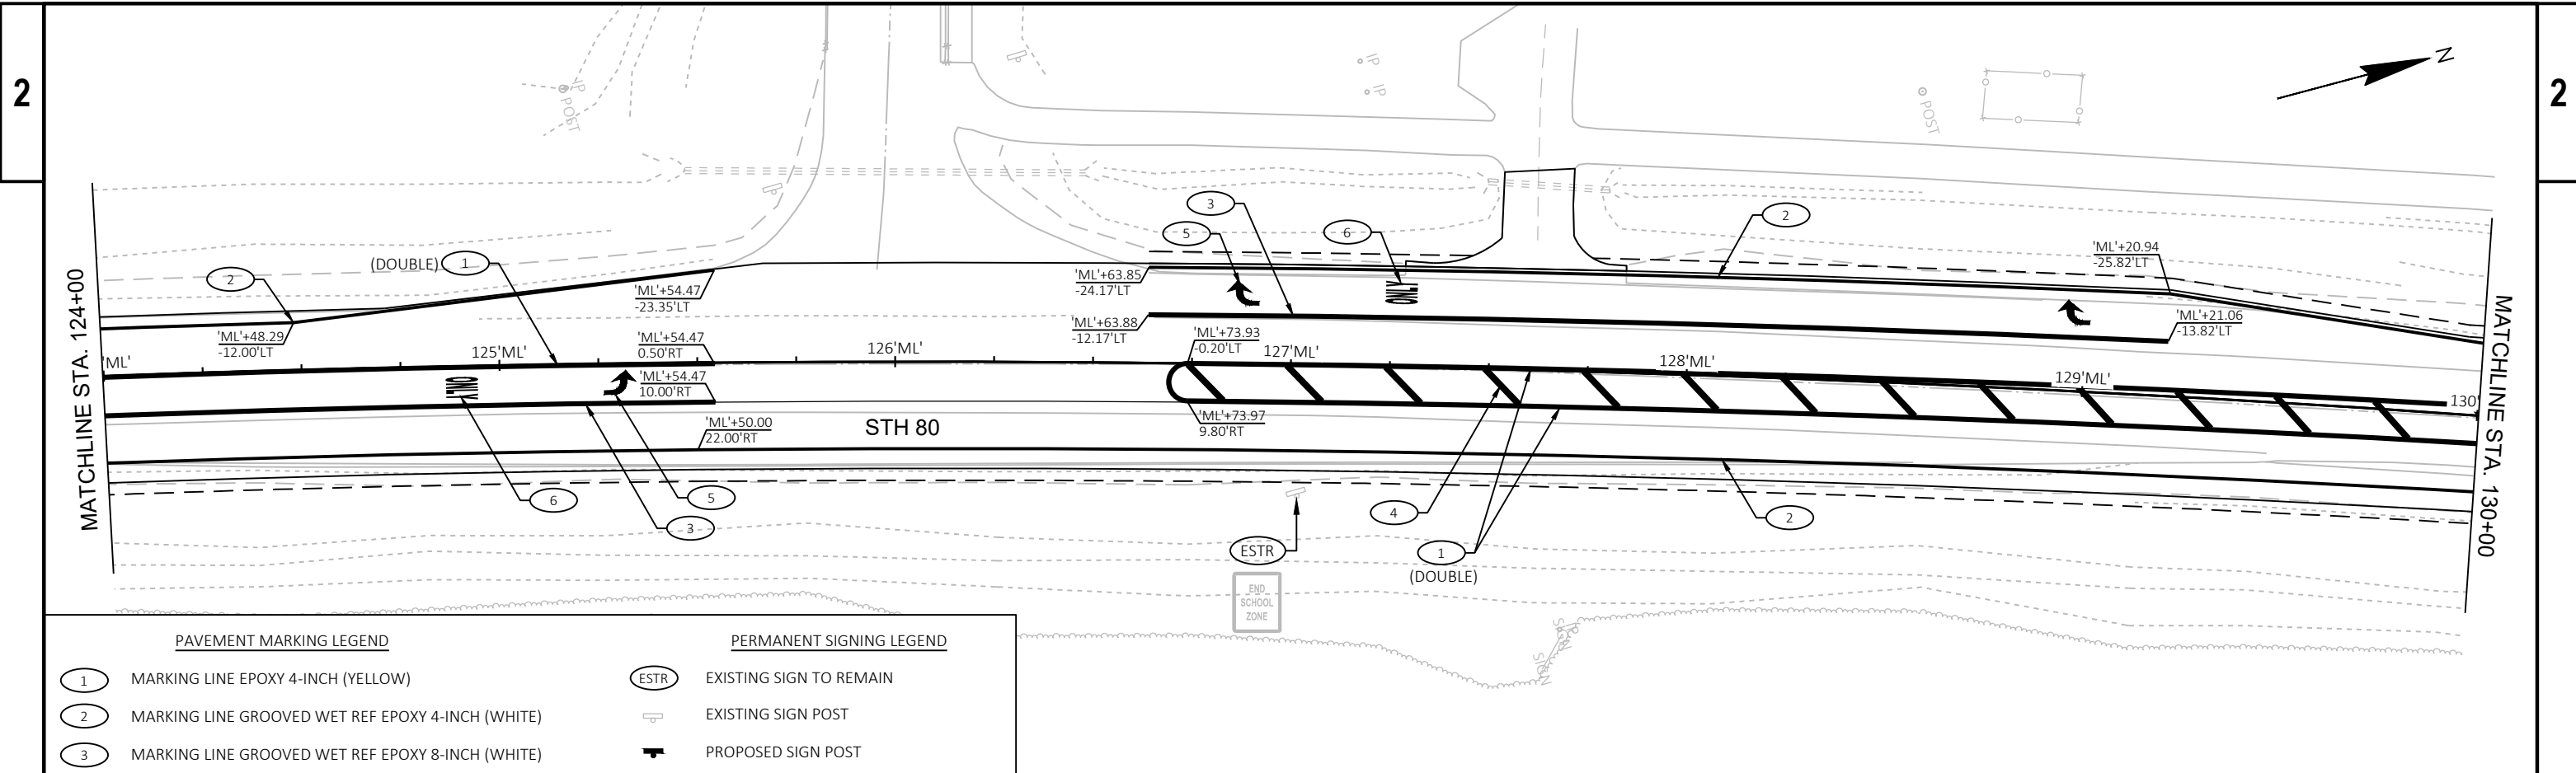 2
2
N
IP
POST
IP
IP
POST
MATCHLINE STA. 124+00
MATCHLINE STA. 130+00
2
(DOUBLE)
1
3
5
6
2
'ML'+48.29
-12.00'LT
'ML'+54.47
-23.35'LT
'ML'+63.85
-24.17'LT
'ML'+20.94
-25.82'LT
'ML'+63.88
-12.17'LT
'ML'+21.06
-13.82'LT
'ML'+54.47
0.50'RT
'ML'+73.93
-0.20'LT
'ML'
125'ML'
126'ML'
127'ML'
128'ML'
129'ML'
130'
'ML'+54.47
10.00'RT
'ML'+50.00
22.00'RT
STH 80
'ML'+73.97
9.80'RT
6
5
3
4
2
ESTR
1
(DOUBLE)
END
SCHOOL
ZONE
SIGN
SIGN
PAVEMENT MARKING LEGEND
1 MARKING LINE EPOXY 4-INCH (YELLOW)
2 MARKING LINE GROOVED WET REF EPOXY 4-INCH (WHITE)
3 MARKING LINE GROOVED WET REF EPOXY 8-INCH (WHITE)
PERMANENT SIGNING LEGEND
ESTR EXISTING SIGN TO REMAIN
EXISTING SIGN POST
PROPOSED SIGN POST